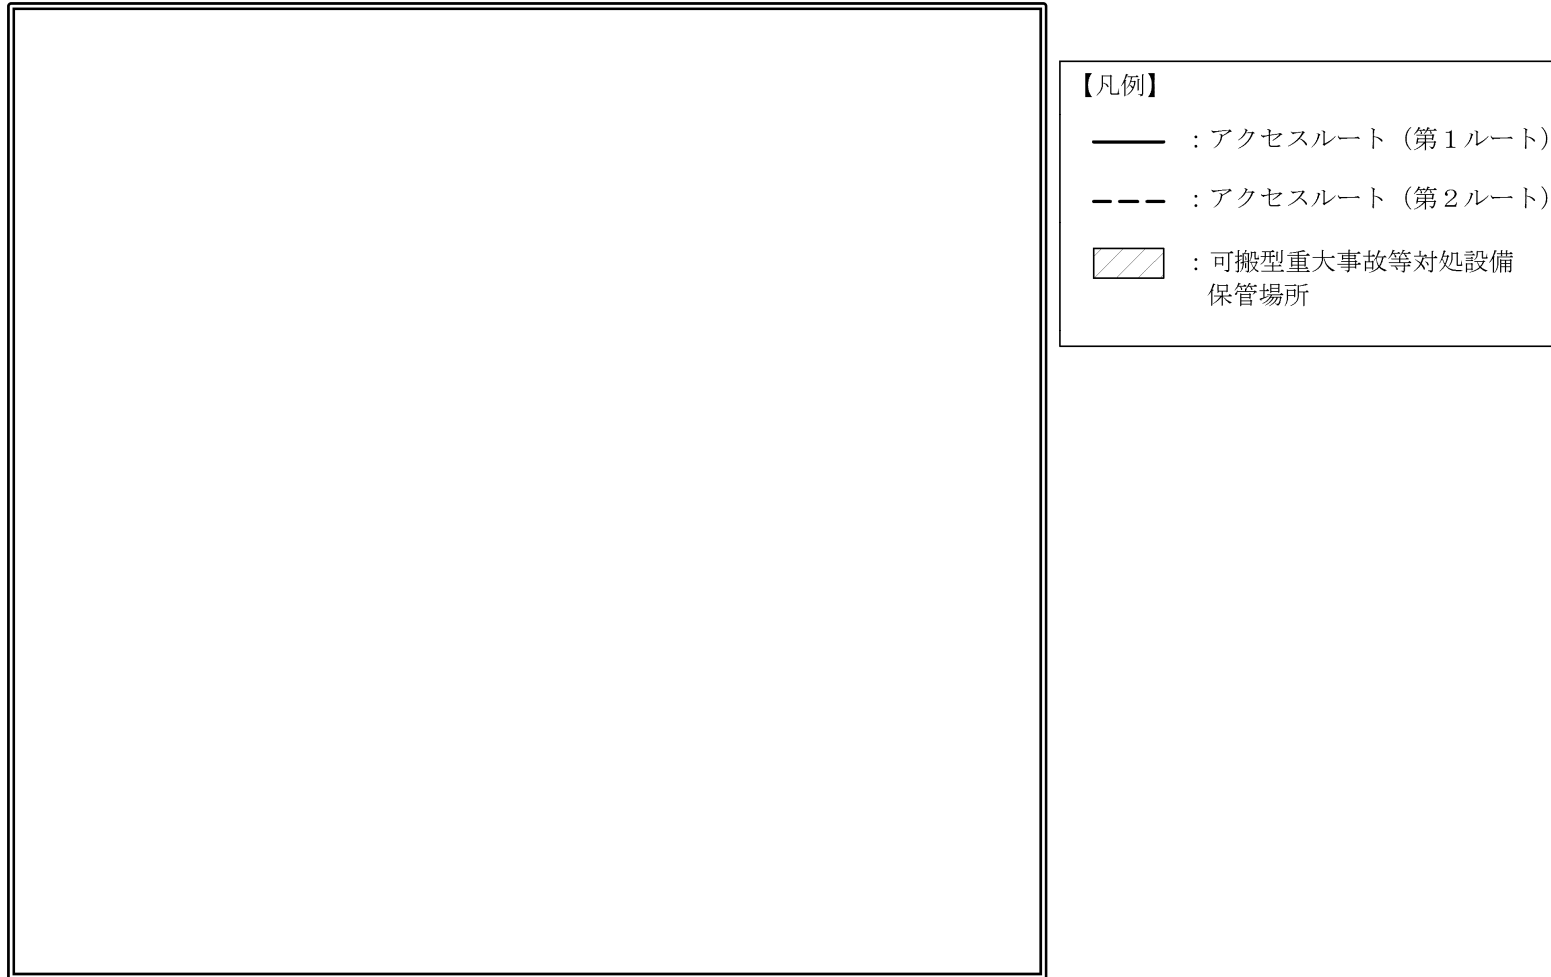 【凡例】
：アクセスルート（第１ルート）
：アクセスルート（第２ルート）
：可搬型重大事故等対処設備
保管場所